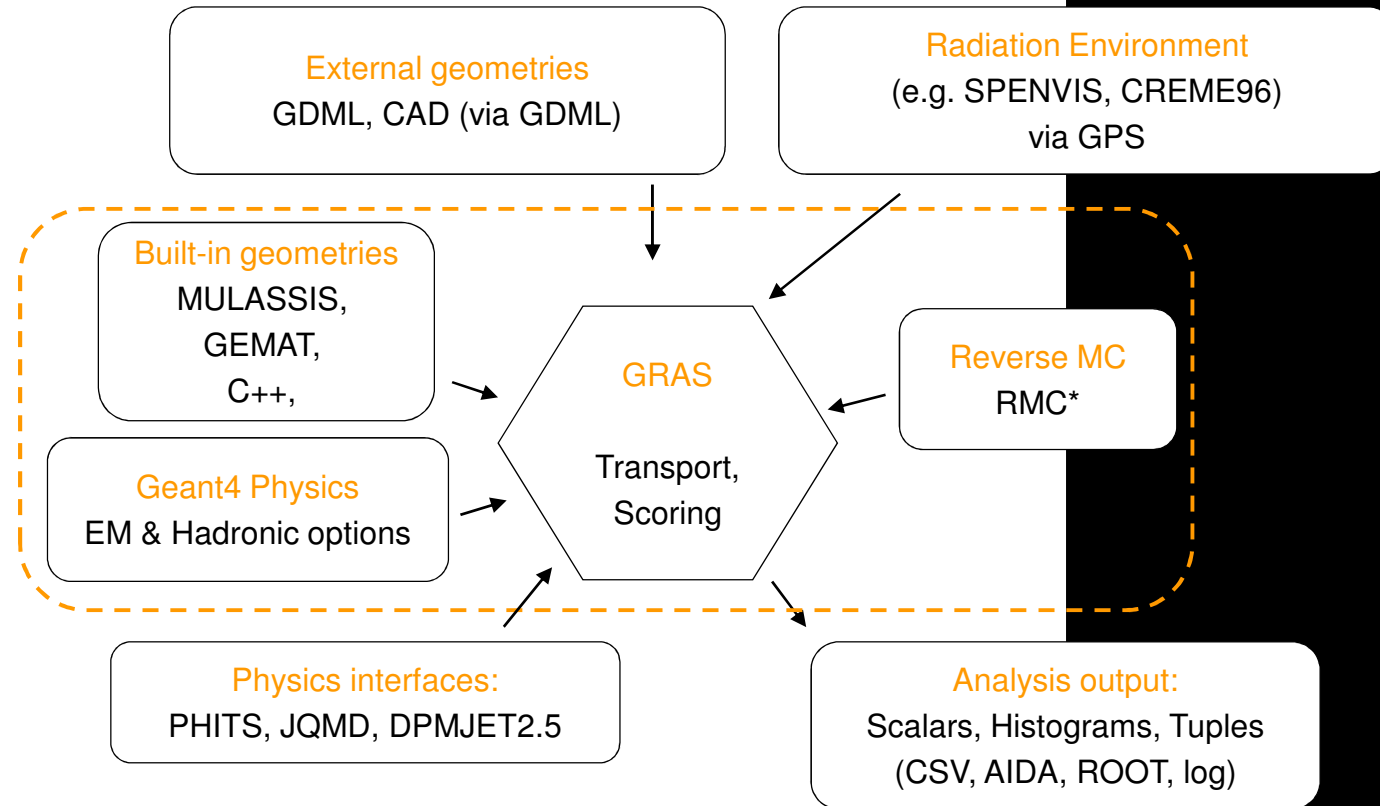 External geometries
GDML, CAD (via GDML)
Radiation Environment
(e.g. SPENVIS, CREME96)
via GPS
Built-in geometries
MULASSIS,
GEMAT,
C++,
GRAS
Transport,
Scoring
Reverse MC
RMC*
Geant4 Physics
EM & Hadronic options
Physics interfaces:
PHITS, JQMD, DPMJET2.5
Analysis output:
Scalars, Histograms, Tuples
(CSV, AIDA, ROOT, log)